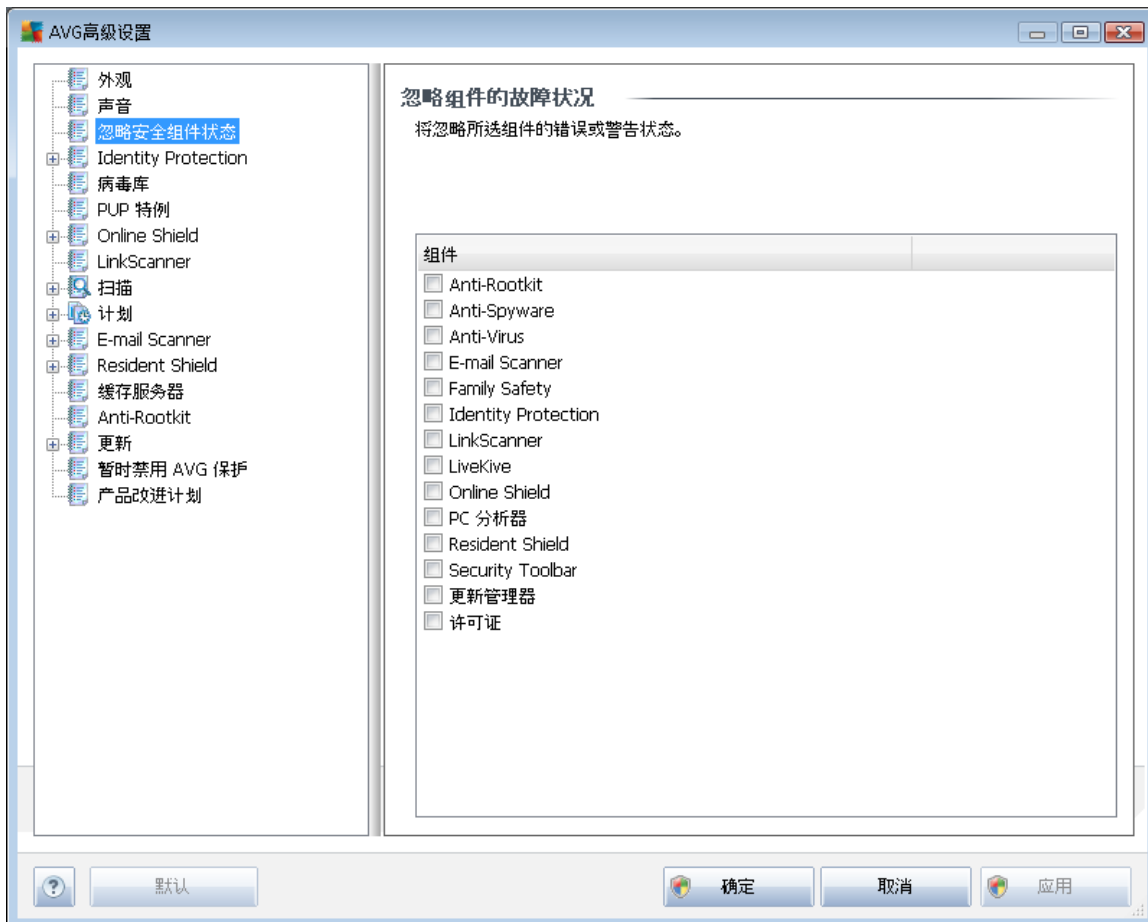 AVG高级设置
外观
声音
忽略安全组件状态
Identity Protection
病毒库
PUP 特例
Online Shield
LinkScanner
扫描
计划
E-mail Scanner
Resident Shield
缓存服务器
Anti-Rootkit
更新
暂时禁用 AVG 保护
产品改进计划
忽略组件的故障状况
将忽略所选组件的错误或警告状态。
组件
Anti-Rootkit
Anti-Spyware
Anti-Virus
E-mail Scanner
Family Safety
Identity Protection
LinkScanner
LiveKive
Online Shield
PC 分析器
Resident Shield
Security Toolbar
更新管理器
许可证
?
默认
确定
取消
应用